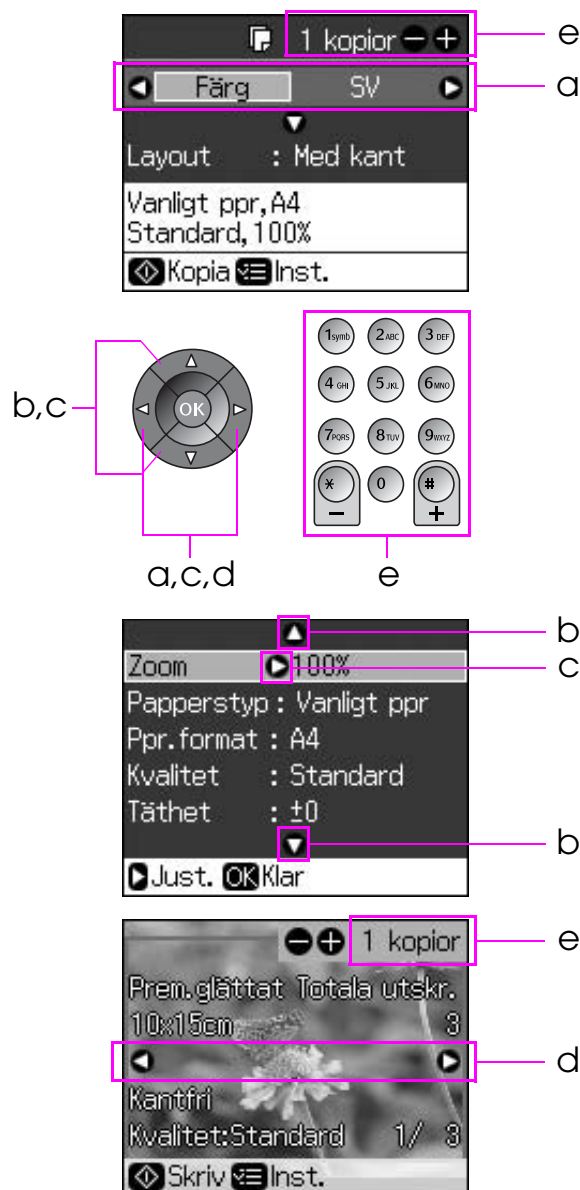 1 kopior e
Färg SV a
Layout : Med kant
Vanligt ppr, A4
Standard, 100%
Kopia Inst.
1symb 2ABC 3DEF
4GHI 5JKL 6MNO
b,c OK
7PQRS 8TUV 9WXYZ
* 0 #
− +
a,c,d e
b
Zoom 100% c
Papperstyp : Vanligt ppr
Ppr.format : A4
Kvalitet : Standard
Täthet : ±0
b
Just. OK Klar
1 kopior e
Prem.glättat Totala utskr.
10x15cm 3
d
Kantfri
Kvalitet:Standard 1/ 3
Skriv Inst.